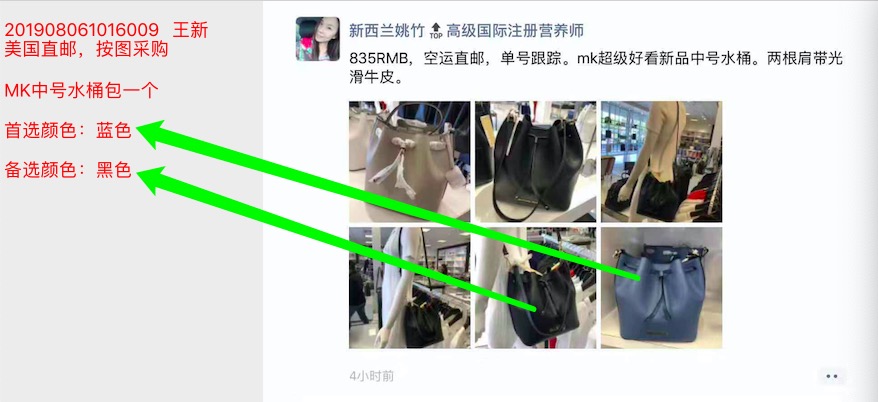 201908061016009 王新
美国直邮，按图采购
MK中号水桶包一个
首选颜色：蓝色
备选颜色：黑色
新西兰姚竹🔝高级国际注册营养师
835RMB，空运直邮，单号跟踪。mk超级好看新品中号水桶。两根肩带光
滑牛皮。
4小时前